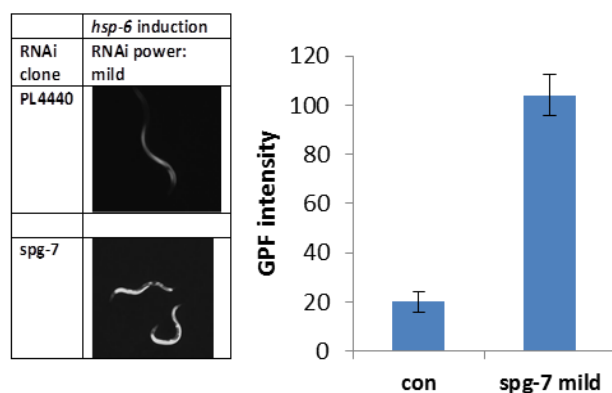 hsp-6 induction
RNAi
clone
RNAi power:
mild
PL4440
spg-7
GPF intensity
120
100
80
60
40
20
0
con
spg-7 mild